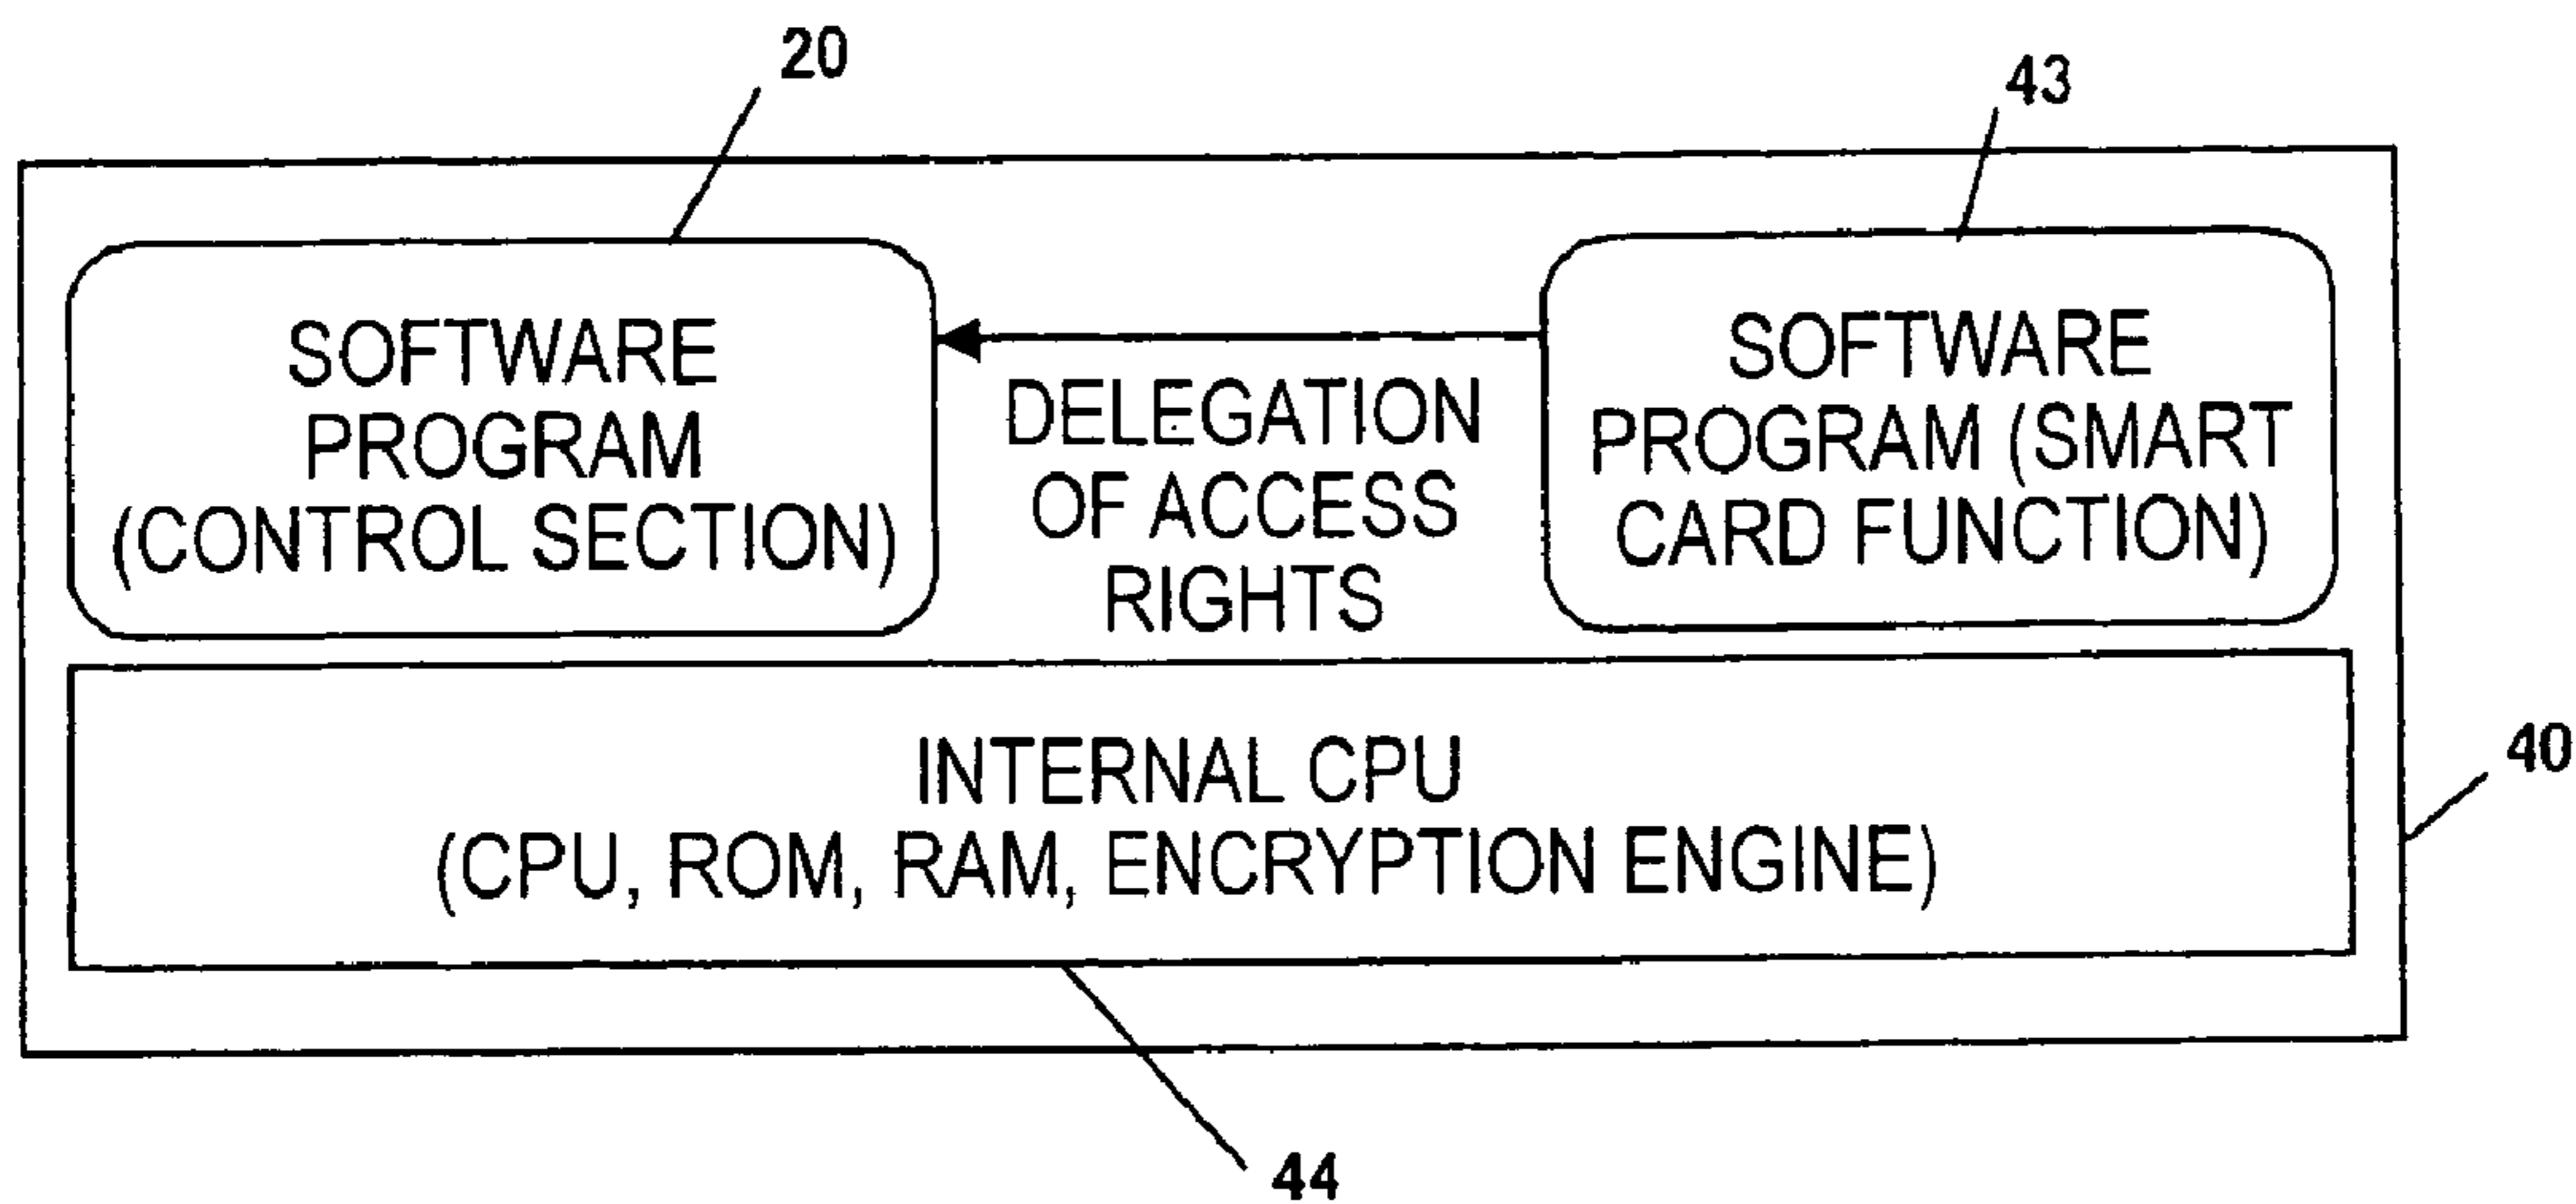 20
43
SOFTWARE
PROGRAM
(CONTROL SECTION)
DELEGATION
OF ACCESS
RIGHTS
SOFTWARE
PROGRAM (SMART
CARD FUNCTION)
INTERNAL CPU
(CPU, ROM, RAM, ENCRYPTION ENGINE)
40
44